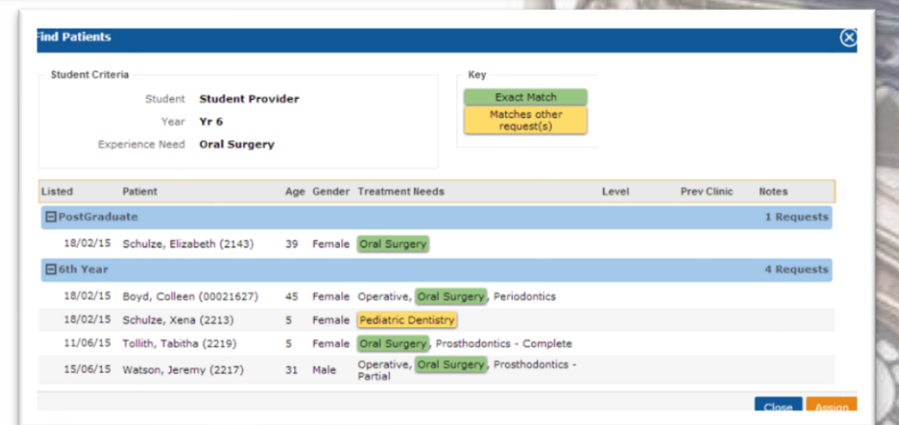 Find Patients
Student Criteria
Student Student Provider
Year Yr 6
Experience Need Oral Surgery
Key
Exact Match
Matches other
request(s)
Listed Patient Age Gender Treatment Needs Level Prev Clinic Notes
PostGraduate 1 Requests
18/02/15 Schulze, Elizabeth (2143) 39 Female Oral Surgery
6th Year 4 Requests
18/02/15 Boyd, Colleen (00021627) 45 Female Operative, Oral Surgery, Periodontics
18/02/15 Schulze, Xena (2213) 5 Female Pediatric Dentistry
11/06/15 Tollith, Tabitha (2219) 5 Female Oral Surgery, Prosthodontics - Complete
15/06/15 Watson, Jeremy (2217) 31 Male Operative, Oral Surgery, Prosthodontics -
Partial
Close Assign